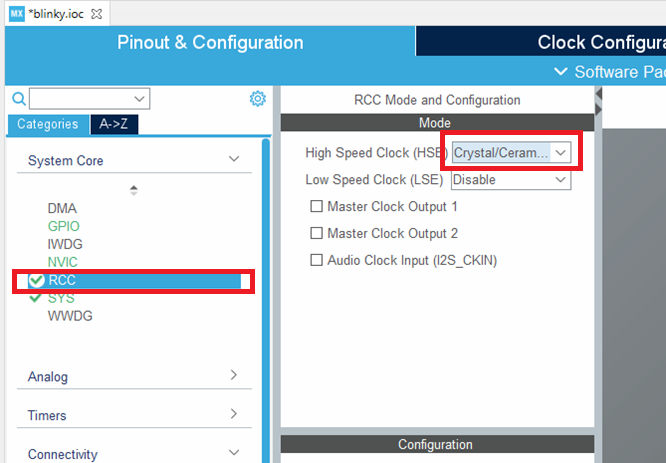 MX *blinky.ioc
Pinout & Configuration
Clock Configura
Software Pac
Categories A->Z
System Core
DMA
GPIO
IWDG
NVIC
RCC
SYS
WWDG
Analog
Timers
Connectivity
RCC Mode and Configuration
Mode
High Speed Clock (HSE) Crystal/Ceram...
Low Speed Clock (LSE) Disable
Master Clock Output 1
Master Clock Output 2
Audio Clock Input (I2S_CKIN)
Configuration